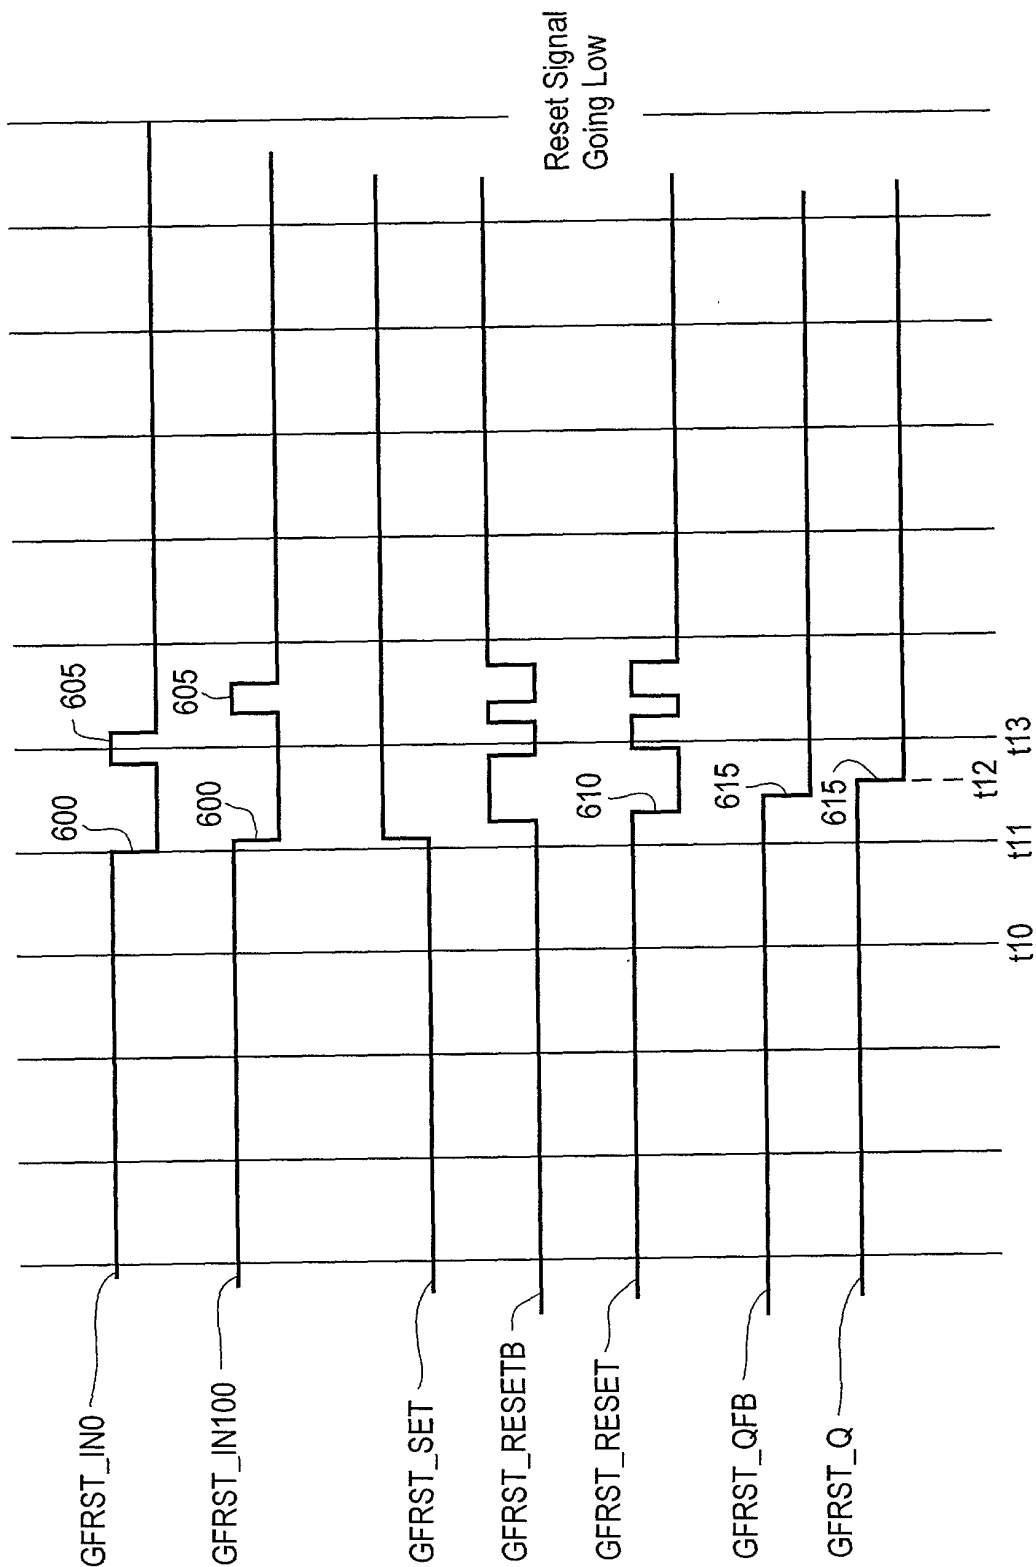 GFRST_IN0
GFRST_IN100
GFRST_SET
GFRST_RESETB
GFRST_RESET
GFRST_QFB
GFRST_Q
600
605
600
605
610
615
615
t10
t11
t12
t13
Reset Signal
Going Low